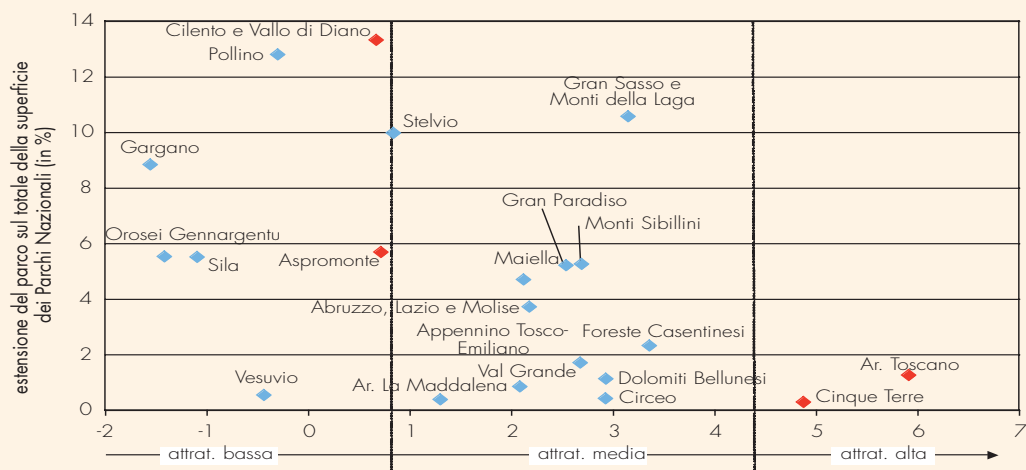 estensione del parco sul totale della superficie
dei Parchi Nazionali (in %)
14
12
10
8
6
4
2
0
Cilento e Vallo di Diano
Pollino
Gran Sasso e
Monti della Laga
Stelvio
Gargano
Gran Paradiso
Monti Sibillini
Orosei Gennargentu
Sila
Aspromonte
Maiella
Abruzzo, Lazio e Molise
Appennino Tosco-
Emiliano
Foreste Casentinesi
Ar. Toscano
Vesuvio
Val Grande
Dolomiti Bellunesi
Ar. La Maddalena
Circeo
Cinque Terre
-2 -1 0 1 2 3 4 5 6 7
attrat. bassa attrat. media attrat. alta